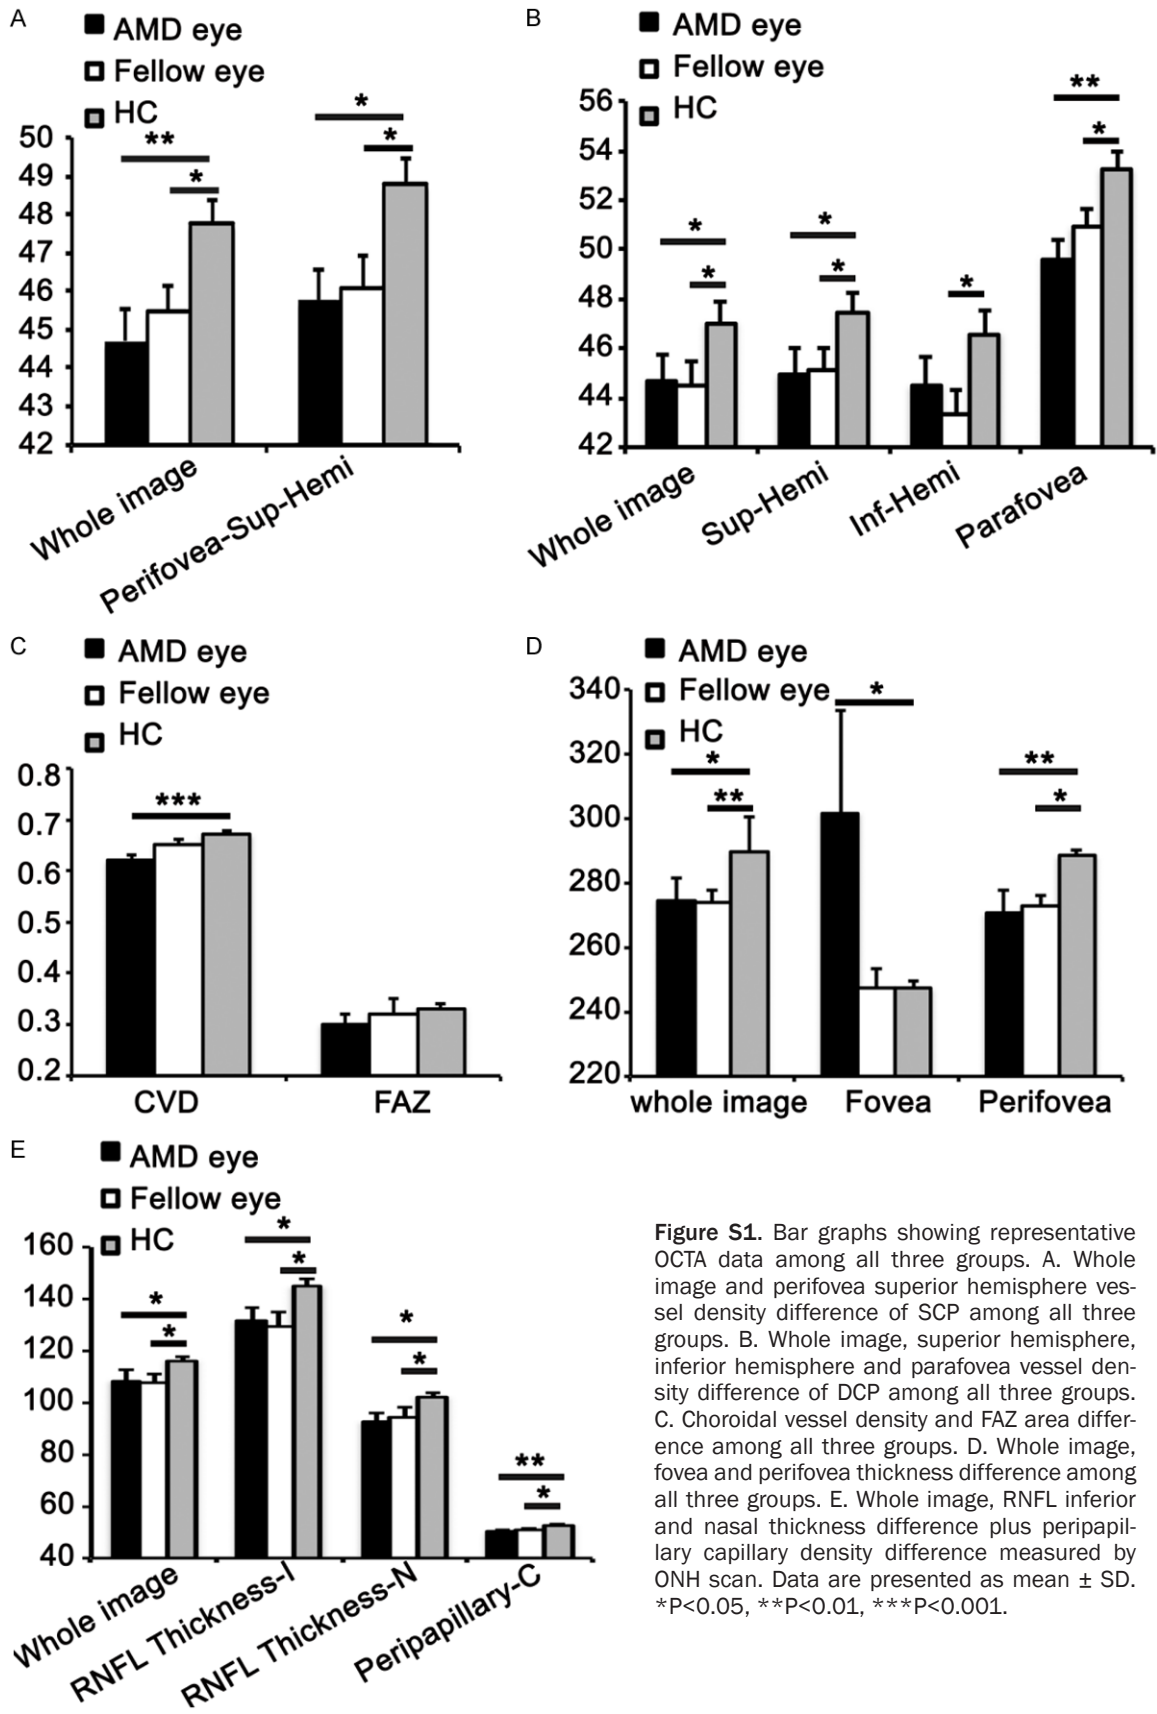 A
AMD eye
Fellow eye
HC
** * * *
50
49
48
47
46
45
44
43
42
Whole image
Perifovea-Sup-Hemi
B
AMD eye
Fellow eye
HC
* * * * * ** *
56
54
52
50
48
46
44
42
Whole image
Sup-Hemi
Inf-Hemi
Parafovea
C
AMD eye
Fellow eye
HC
***
0.8
0.7
0.6
0.5
0.4
0.3
0.2
CVD FAZ
D
AMD eye
Fellow eye
HC
* ** * ** *
340
320
300
280
260
240
220
whole image Fovea Perifovea
E
AMD eye
Fellow eye
HC
* * * * * * ** *
160
140
120
100
80
60
40
Whole image
RNFL Thickness-I
RNFL Thickness-N
Peripapillary-C
Figure S1. Bar graphs showing representative
OCTA data among all three groups. A. Whole
image and perifovea superior hemisphere ves-
sel density difference of SCP among all three
groups. B. Whole image, superior hemisphere,
inferior hemisphere and parafovea vessel den-
sity difference of DCP among all three groups.
C. Choroidal vessel density and FAZ area differ-
ence among all three groups. D. Whole image,
fovea and perifovea thickness difference among
all three groups. E. Whole image, RNFL inferior
and nasal thickness difference plus peripapil-
lary capillary density difference measured by
ONH scan. Data are presented as mean ± SD.
*P<0.05, **P<0.01, ***P<0.001.